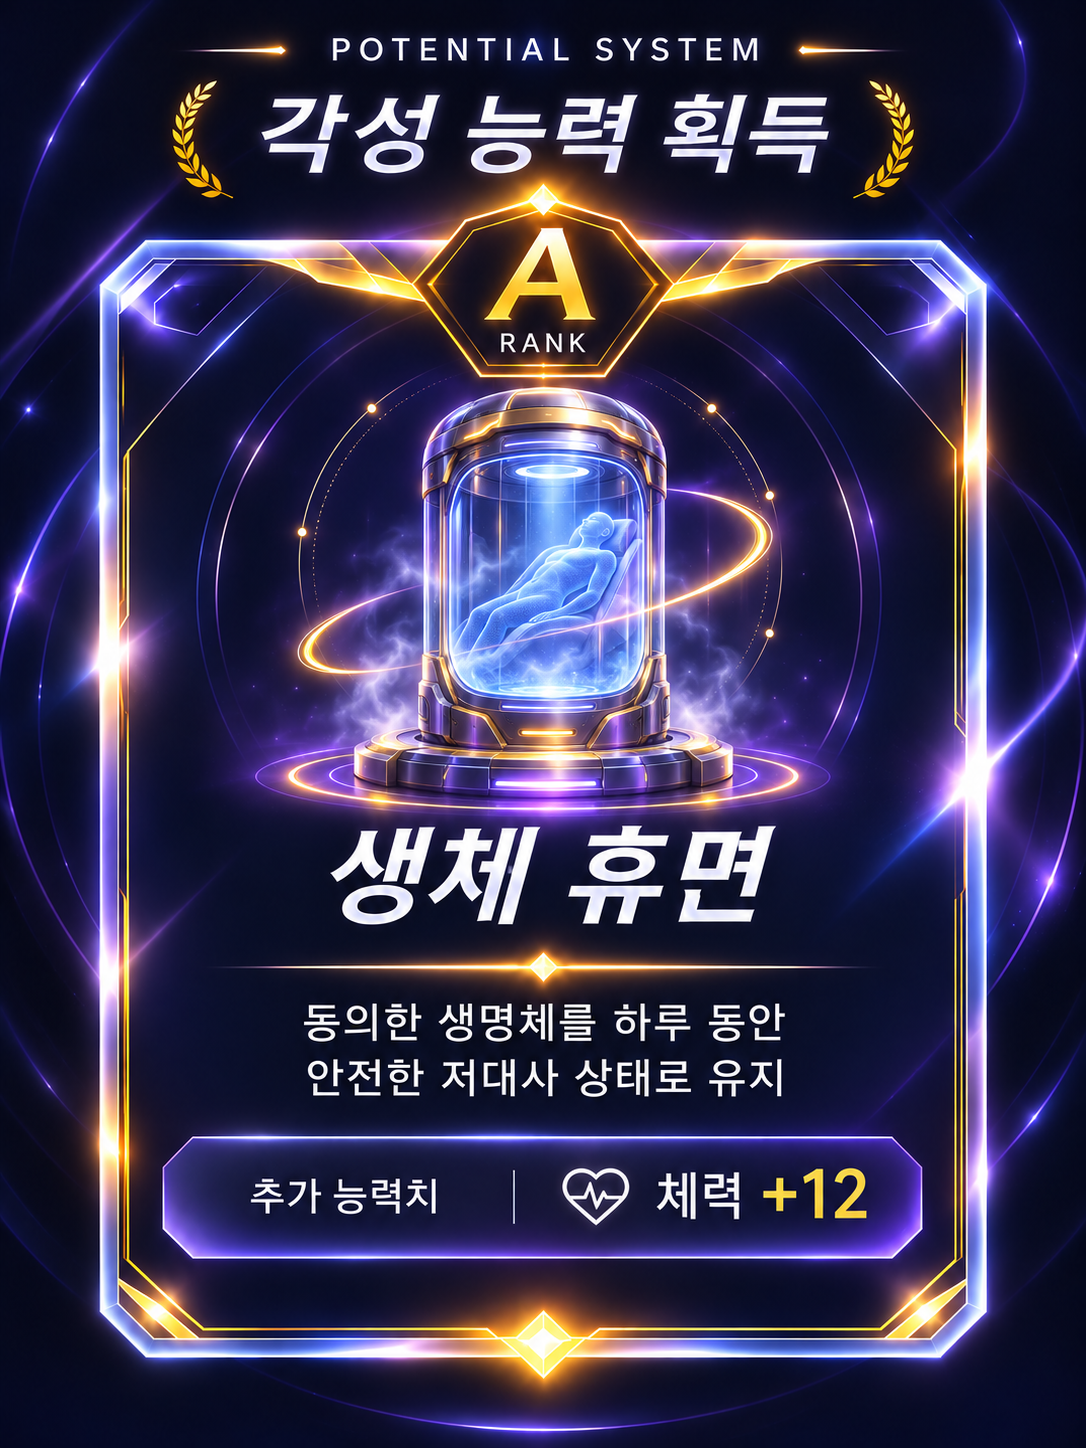 POTENTIAL SYSTEM
각성 능력 획득
A
RANK
생체 휴면
동의한 생명체를 하루 동안
안전한 저대사 상태로 유지
추가 능력치
체력 +12